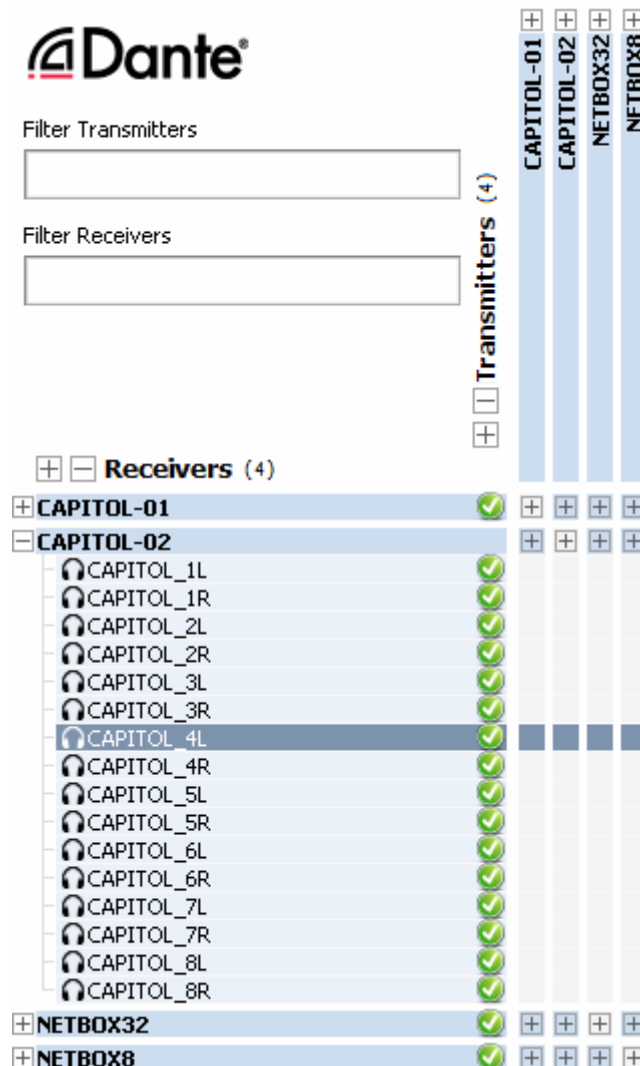 Dante®
Filter Transmitters
Filter Receivers
Transmitters (4)
CAPITOL-01
CAPITOL-02
NETBOX32
NETBOX8
Receivers (4)
CAPITOL-01
CAPITOL-02
CAPITOL_1L
CAPITOL_1R
CAPITOL_2L
CAPITOL_2R
CAPITOL_3L
CAPITOL_3R
CAPITOL_4L
CAPITOL_4R
CAPITOL_5L
CAPITOL_5R
CAPITOL_6L
CAPITOL_6R
CAPITOL_7L
CAPITOL_7R
CAPITOL_8L
CAPITOL_8R
NETBOX32
NETBOX8